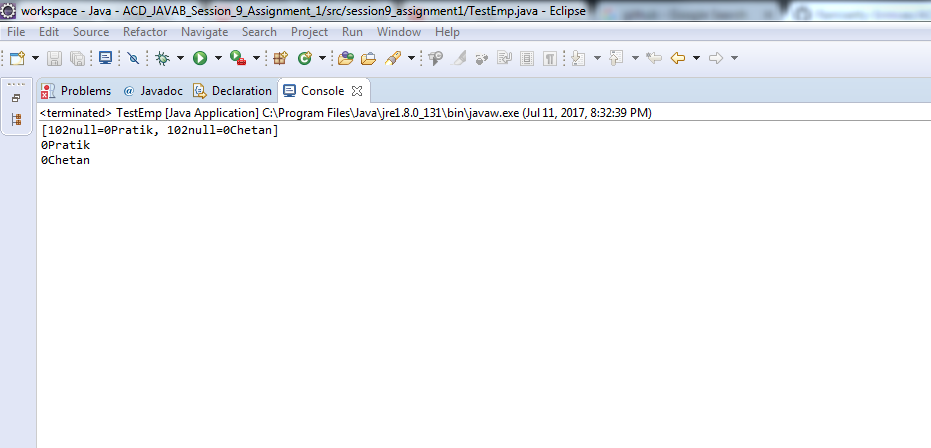 workspace - Java - ACD_JAVAB_Session_9_Assignment_1/src/session9_assignment1/TestEmp.java - Eclipse
File Edit Source Refactor Navigate Search Project Run Window Help
Problems @ Javadoc Declaration Console
<terminated> TestEmp [Java Application] C:\Program Files\Java\jre1.8.0_131\bin\javaw.exe (Jul 11, 2017, 8:32:39 PM)
[102null=0Pratik, 102null=0Chetan]
0Pratik
0Chetan